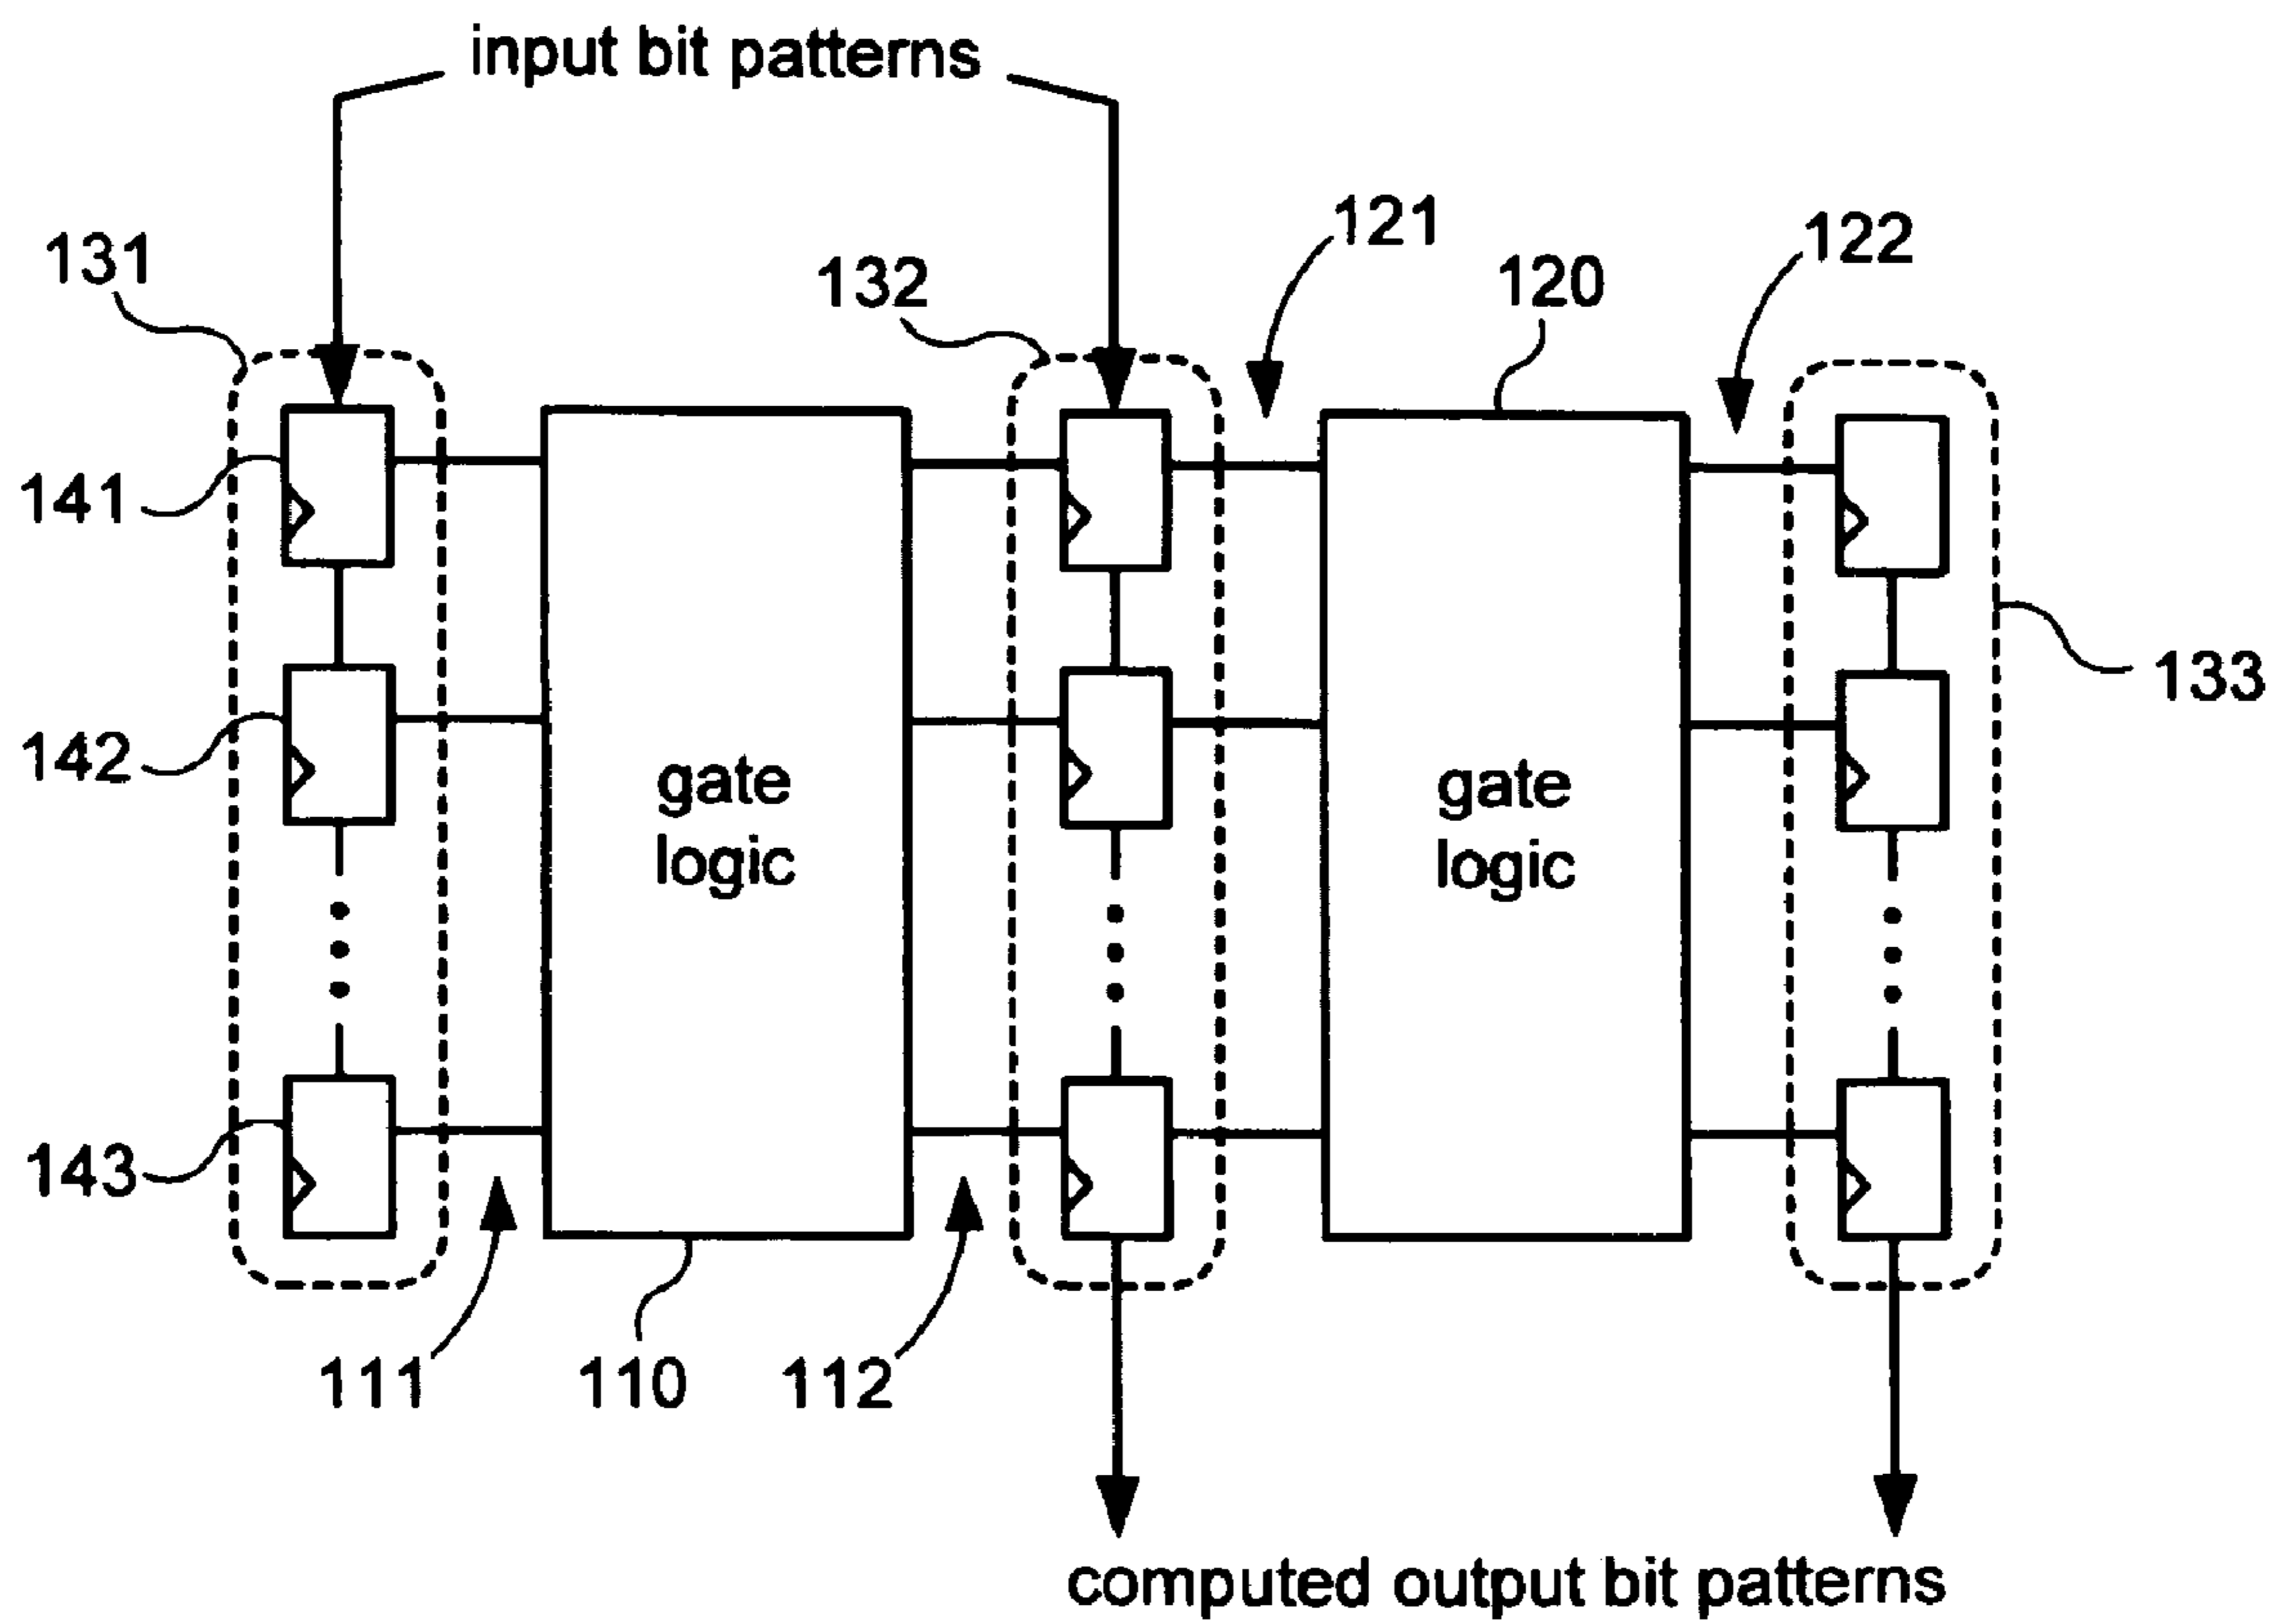 input bit patterns
121
122
131
132
120
133
141
142
gate
logic
gate
logic
143
111
110
112
computed output bit patterns